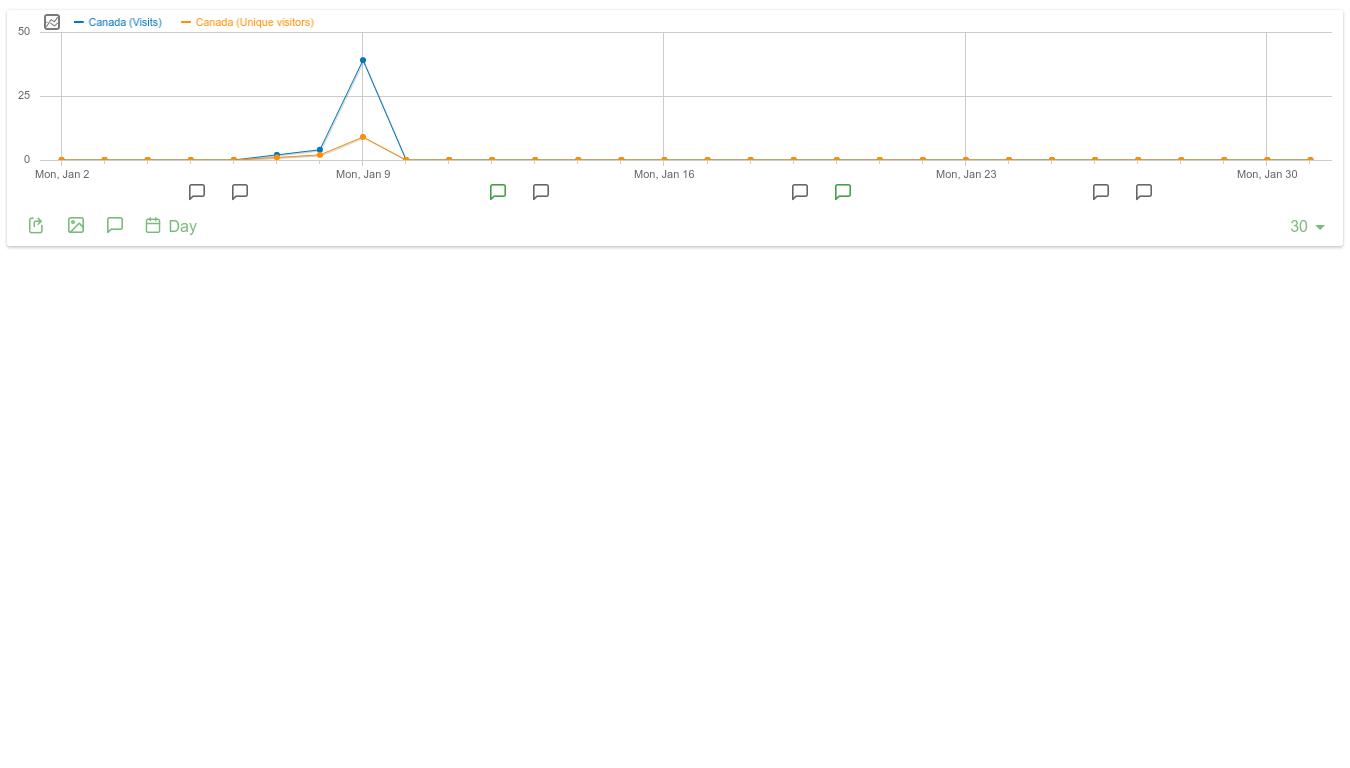 Canada (Visits) Canada (Unique visitors)
50
25
0
Mon, Jan 2 Mon, Jan 9 Mon, Jan 16 Mon, Jan 23 Mon, Jan 30
Day 30